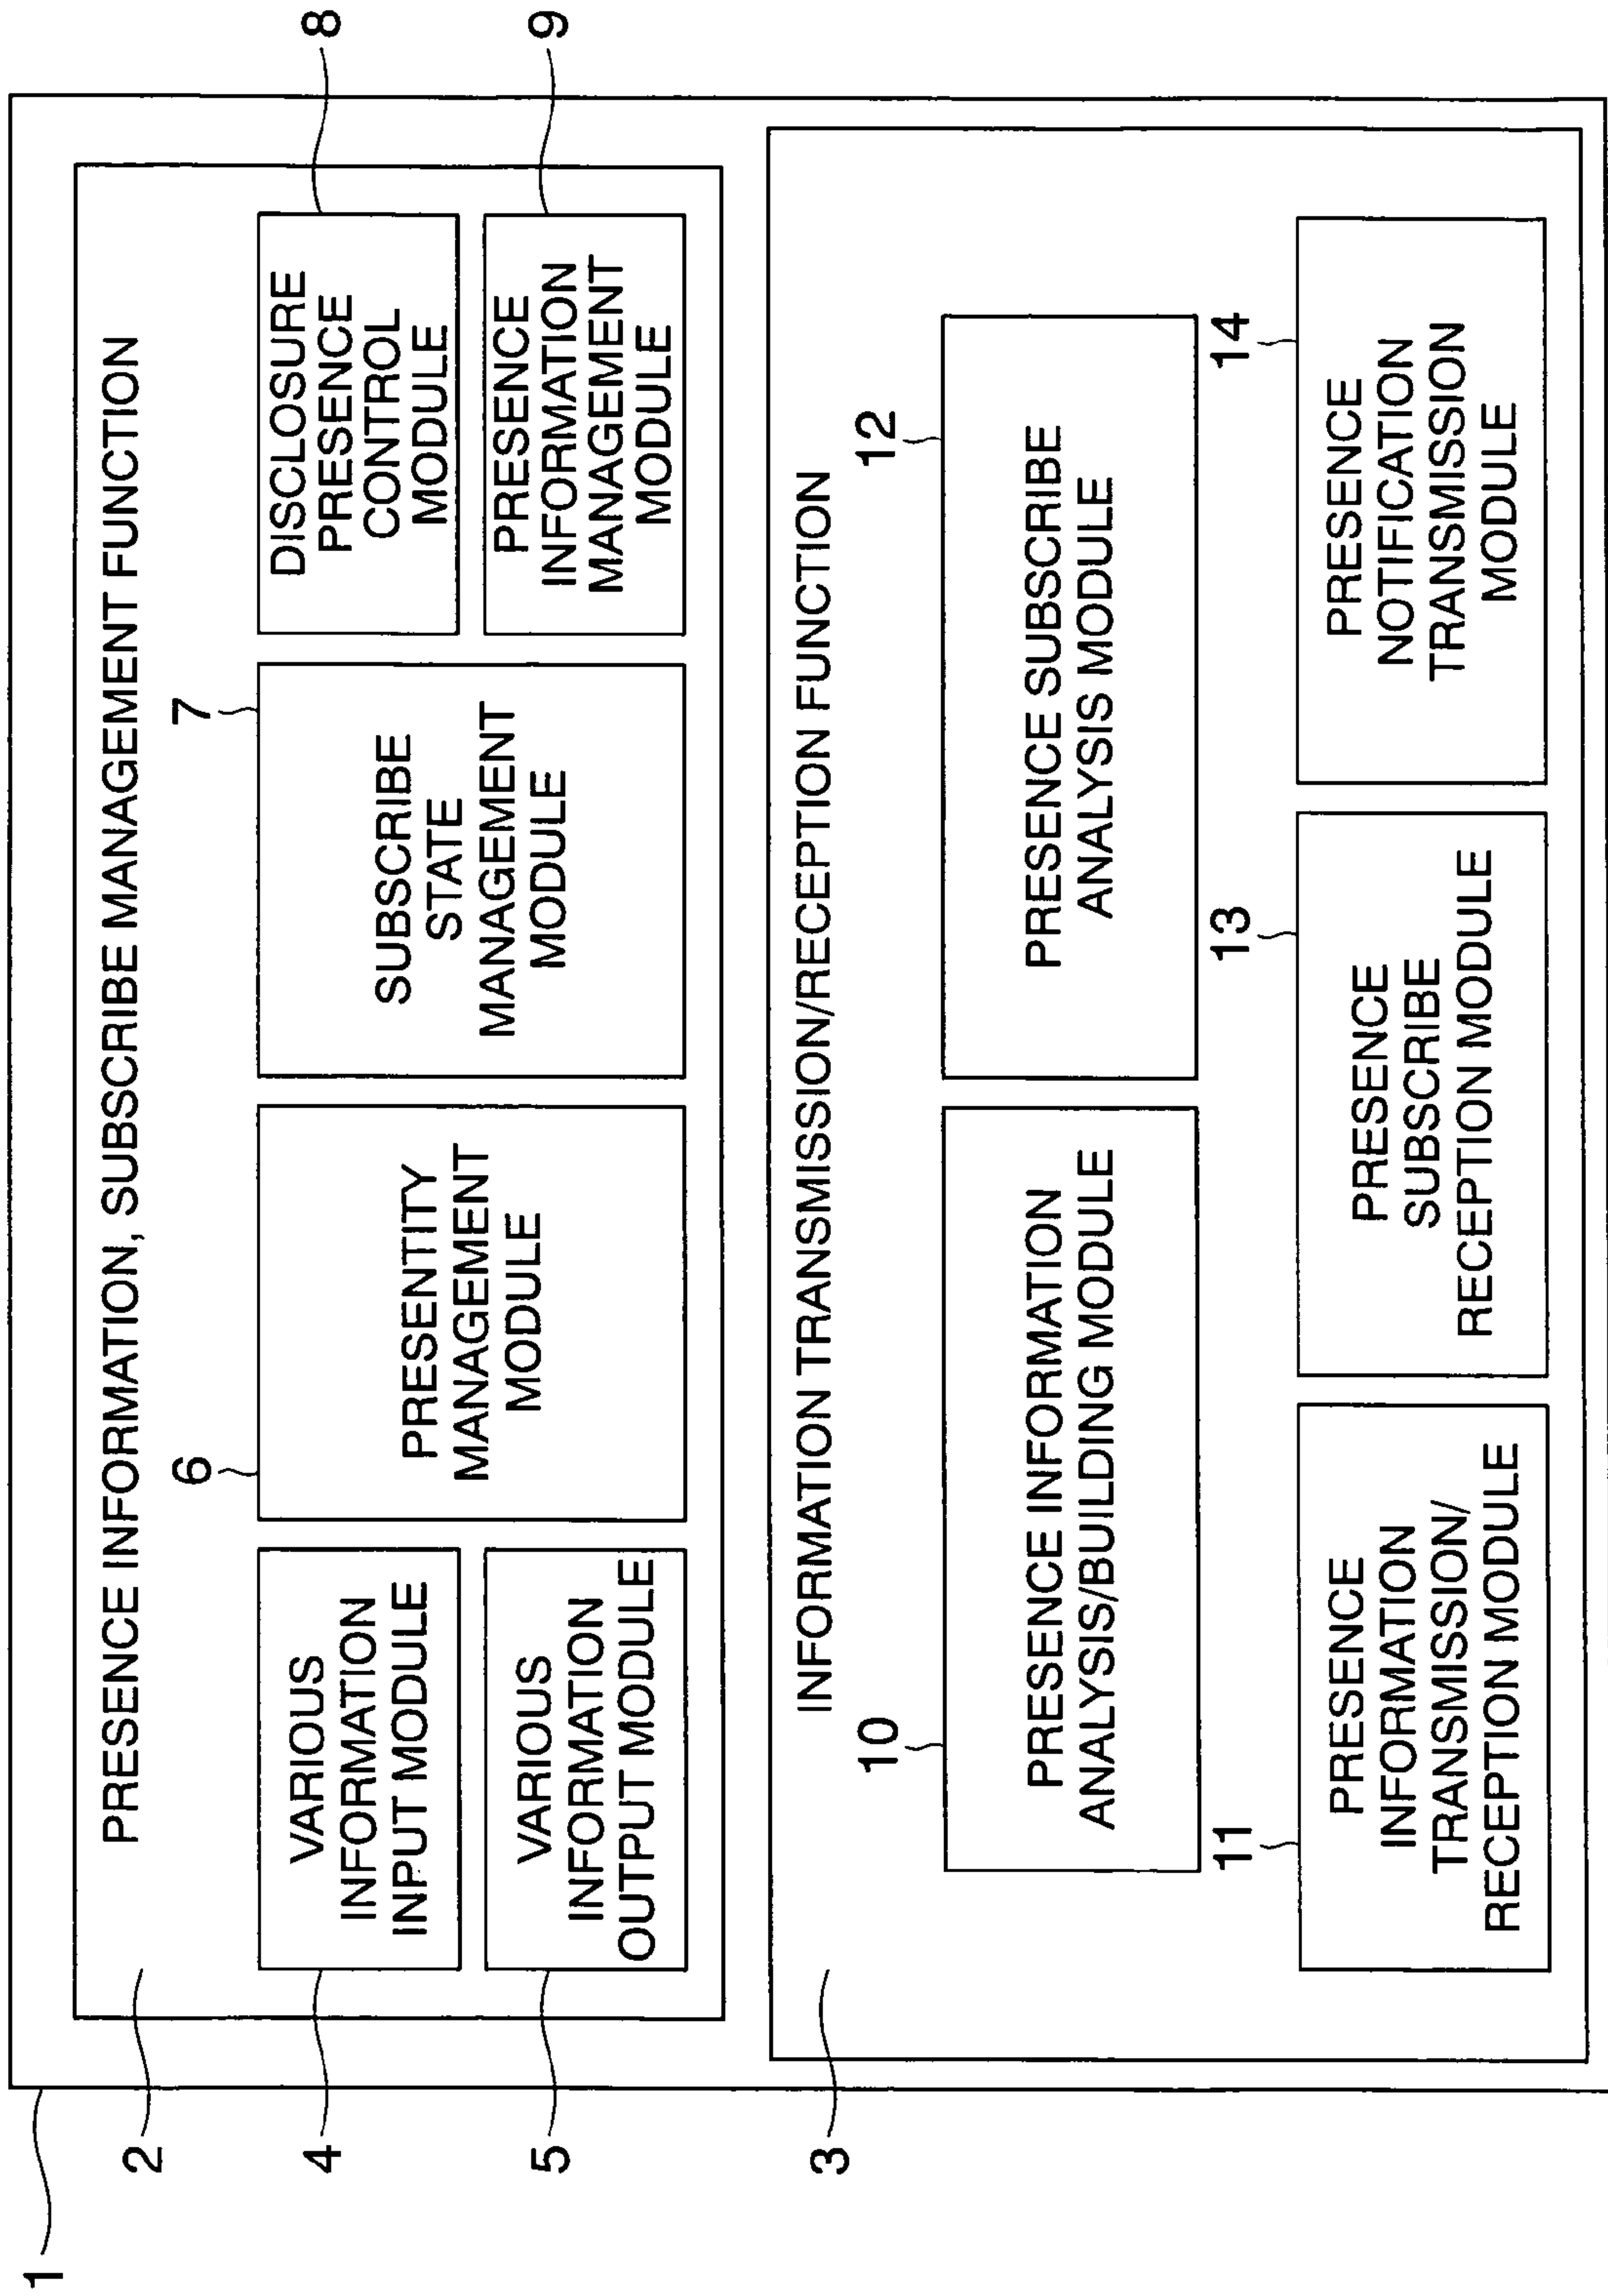 1
2
PRESENCE INFORMATION, SUBSCRIBE MANAGEMENT FUNCTION
4
VARIOUS
INFORMATION
INPUT MODULE
5
VARIOUS
INFORMATION
OUTPUT MODULE
6
PRESENTITY
MANAGEMENT
MODULE
7
SUBSCRIBE
STATE
MANAGEMENT
MODULE
8
DISCLOSURE
PRESENCE
CONTROL
MODULE
9
PRESENCE
INFORMATION
MANAGEMENT
MODULE
3
INFORMATION TRANSMISSION/RECEPTION FUNCTION
10
PRESENCE INFORMATION
ANALYSIS/BUILDING MODULE
12
PRESENCE SUBSCRIBE
ANALYSIS MODULE
11
PRESENCE
INFORMATION
TRANSMISSION/
RECEPTION MODULE
13
PRESENCE
SUBSCRIBE
RECEPTION MODULE
14
PRESENCE
NOTIFICATION
TRANSMISSION
MODULE